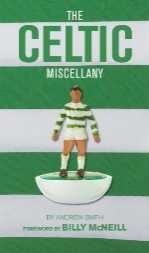 THE
CELTIC
MISCELLANY
BY ANDREW SMITH
FOREWORD BY BILLY McNEILL